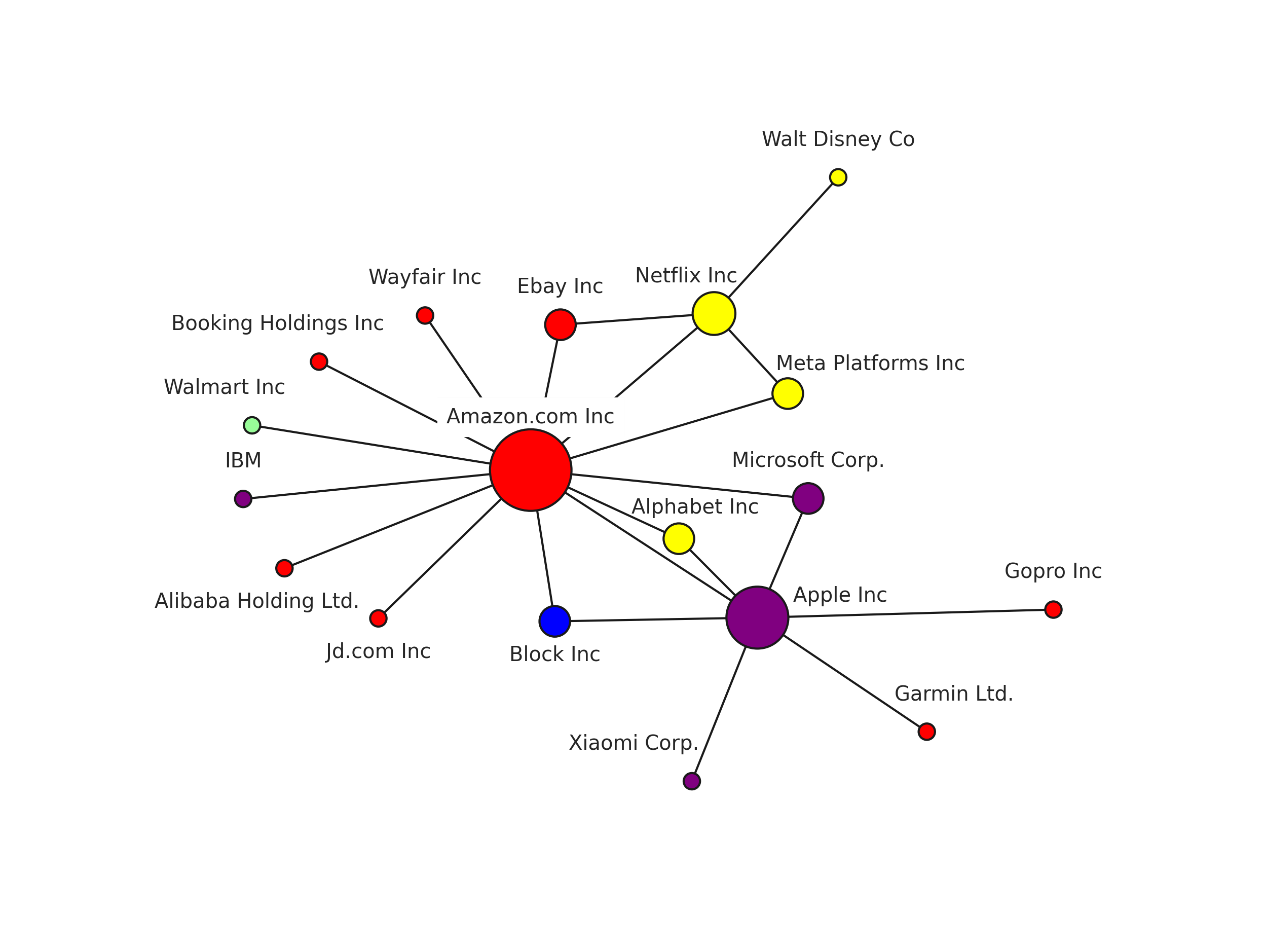 Walt Disney Co
Netflix Inc
Wayfair Inc
Ebay Inc
Booking Holdings Inc
Meta Platforms Inc
Walmart Inc
Amazon.com Inc
IBM
Microsoft Corp.
Alphabet Inc
Gopro Inc
Apple Inc
Alibaba Holding Ltd.
Jd.com Inc
Block Inc
Garmin Ltd.
Xiaomi Corp.